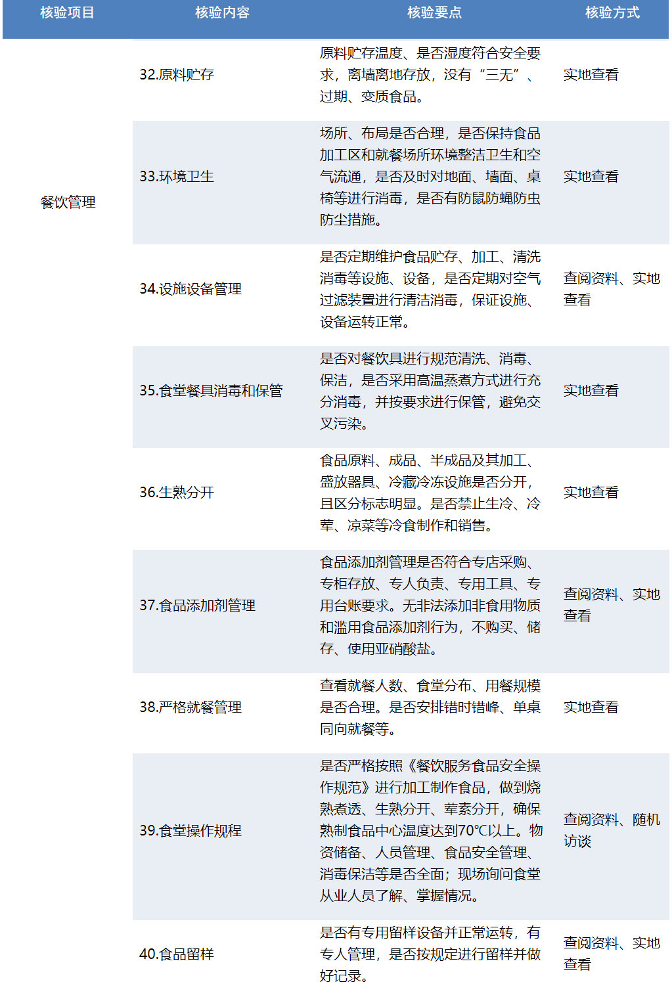 核验项目 核验内容 核验要点 核验方式
餐饮管理
32.原料贮存
原料贮存温度、是否湿度符合安全要
求，离墙离地存放，没有“三无”、
过期、变质食品。
实地查看
33.环境卫生
场所、布局是否合理，是否保持食品
加工区和就餐场所环境整洁卫生和空
气流通，是否及时对地面、墙面、桌
椅等进行消毒，是否有防鼠防蝇防虫
防尘措施。
实地查看
34.设施设备管理
是否定期维护食品贮存、加工、清洗
消毒等设施、设备，是否定期对空气
过滤装置进行清洁消毒，保证设施、
设备运转正常。
查阅资料、实地
查看
35.食堂餐具消毒和保管
是否对餐饮具进行规范清洗、消毒、
保洁，是否采用高温蒸煮方式进行充
分消毒，并按要求进行保管，避免交
叉污染。
实地查看
36.生熟分开
食品原料、成品、半成品及其加工、
盛放器具、冷藏冷冻设施是否分开，
且区分标志明显。是否禁止生冷、冷
荤、凉菜等冷食制作和销售。
实地查看
37.食品添加剂管理
食品添加剂管理是否符合专店采购、
专柜存放、专人负责、专用工具、专
用台账要求。无非法添加非食用物质
和滥用食品添加剂行为，不购买、储
存、使用亚硝酸盐。
查阅资料、实地
查看
38.严格就餐管理
查看就餐人数、食堂分布、用餐规模
是否合理。是否安排错时错峰、单桌
同向就餐等。
实地查看
39.食堂操作规程
是否严格按照《餐饮服务食品安全操
作规范》进行加工制作食品，做到烧
熟煮透、生熟分开、荤素分开，确保
熟制食品中心温度达到70℃以上。物
资储备、人员管理、食品安全管理、
消毒保洁等是否全面；现场询问食堂
从业人员了解、掌握情况。
查阅资料、随机
访谈
40.食品留样
是否有专用留样设备并正常运转，有
专人管理，是否按规定进行留样并做
好记录。
查阅资料、实地
查看